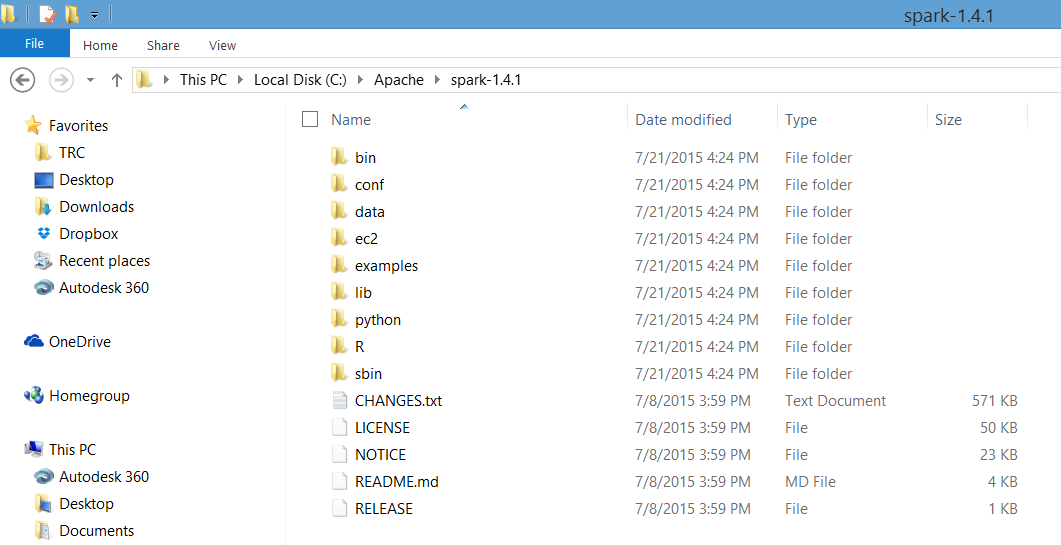 spark-1.4.1
File Home Share View
This PC Local Disk (C:) Apache spark-1.4.1
Favorites
TRC
Desktop
Downloads
Dropbox
Recent places
Autodesk 360
OneDrive
Homegroup
This PC
Autodesk 360
Desktop
Documents
Name Date modified Type Size
bin 7/21/2015 4:24 PM File folder
conf 7/21/2015 4:24 PM File folder
data 7/21/2015 4:24 PM File folder
ec2 7/21/2015 4:24 PM File folder
examples 7/21/2015 4:24 PM File folder
lib 7/21/2015 4:24 PM File folder
python 7/21/2015 4:24 PM File folder
R 7/21/2015 4:24 PM File folder
sbin 7/21/2015 4:24 PM File folder
CHANGES.txt 7/8/2015 3:59 PM Text Document 571 KB
LICENSE 7/8/2015 3:59 PM File 50 KB
NOTICE 7/8/2015 3:59 PM File 23 KB
README.md 7/8/2015 3:59 PM MD File 4 KB
RELEASE 7/8/2015 3:59 PM File 1 KB